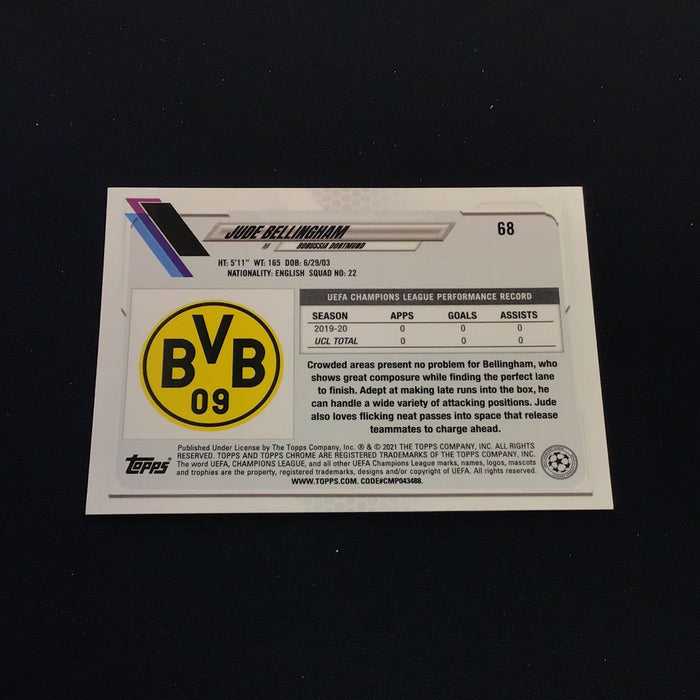 JUDE BELLINGHAM
68
BORUSSIA DORTMUND
HT: 5'11" WT: 165 DOB: 6/29/03
NATIONALITY: ENGLISH SQUAD NO: 22
UEFA CHAMPIONS LEAGUE PERFORMANCE RECORD
SEASON APPS GOALS ASSISTS
2019-20 0 0 0
UCL TOTAL 0 0 0
BVB
09
Crowded areas present no problem for Bellingham, who
shows great composure while finding the perfect lane
to finish. Adept at making late runs into the box, he
can handle a wide variety of attacking positions. Jude
also loves flicking neat passes into space that release
teammates to charge ahead.
Topps
Published Under License by The Topps Company, Inc. ® & © 2021 THE TOPPS COMPANY, INC. ALL RIGHTS
RESERVED. TOPPS AND TOPPS CHROME ARE REGISTERED TRADEMARKS OF THE TOPPS COMPANY, INC.
The word UEFA, CHAMPIONS LEAGUE, and all other UEFA Champions League marks, names, logos, mascots
and trophies are the property, registered trademarks, designs and/or copyright of UEFA. All rights reserved.
WWW.TOPPS.COM. CODE#CMP043488.